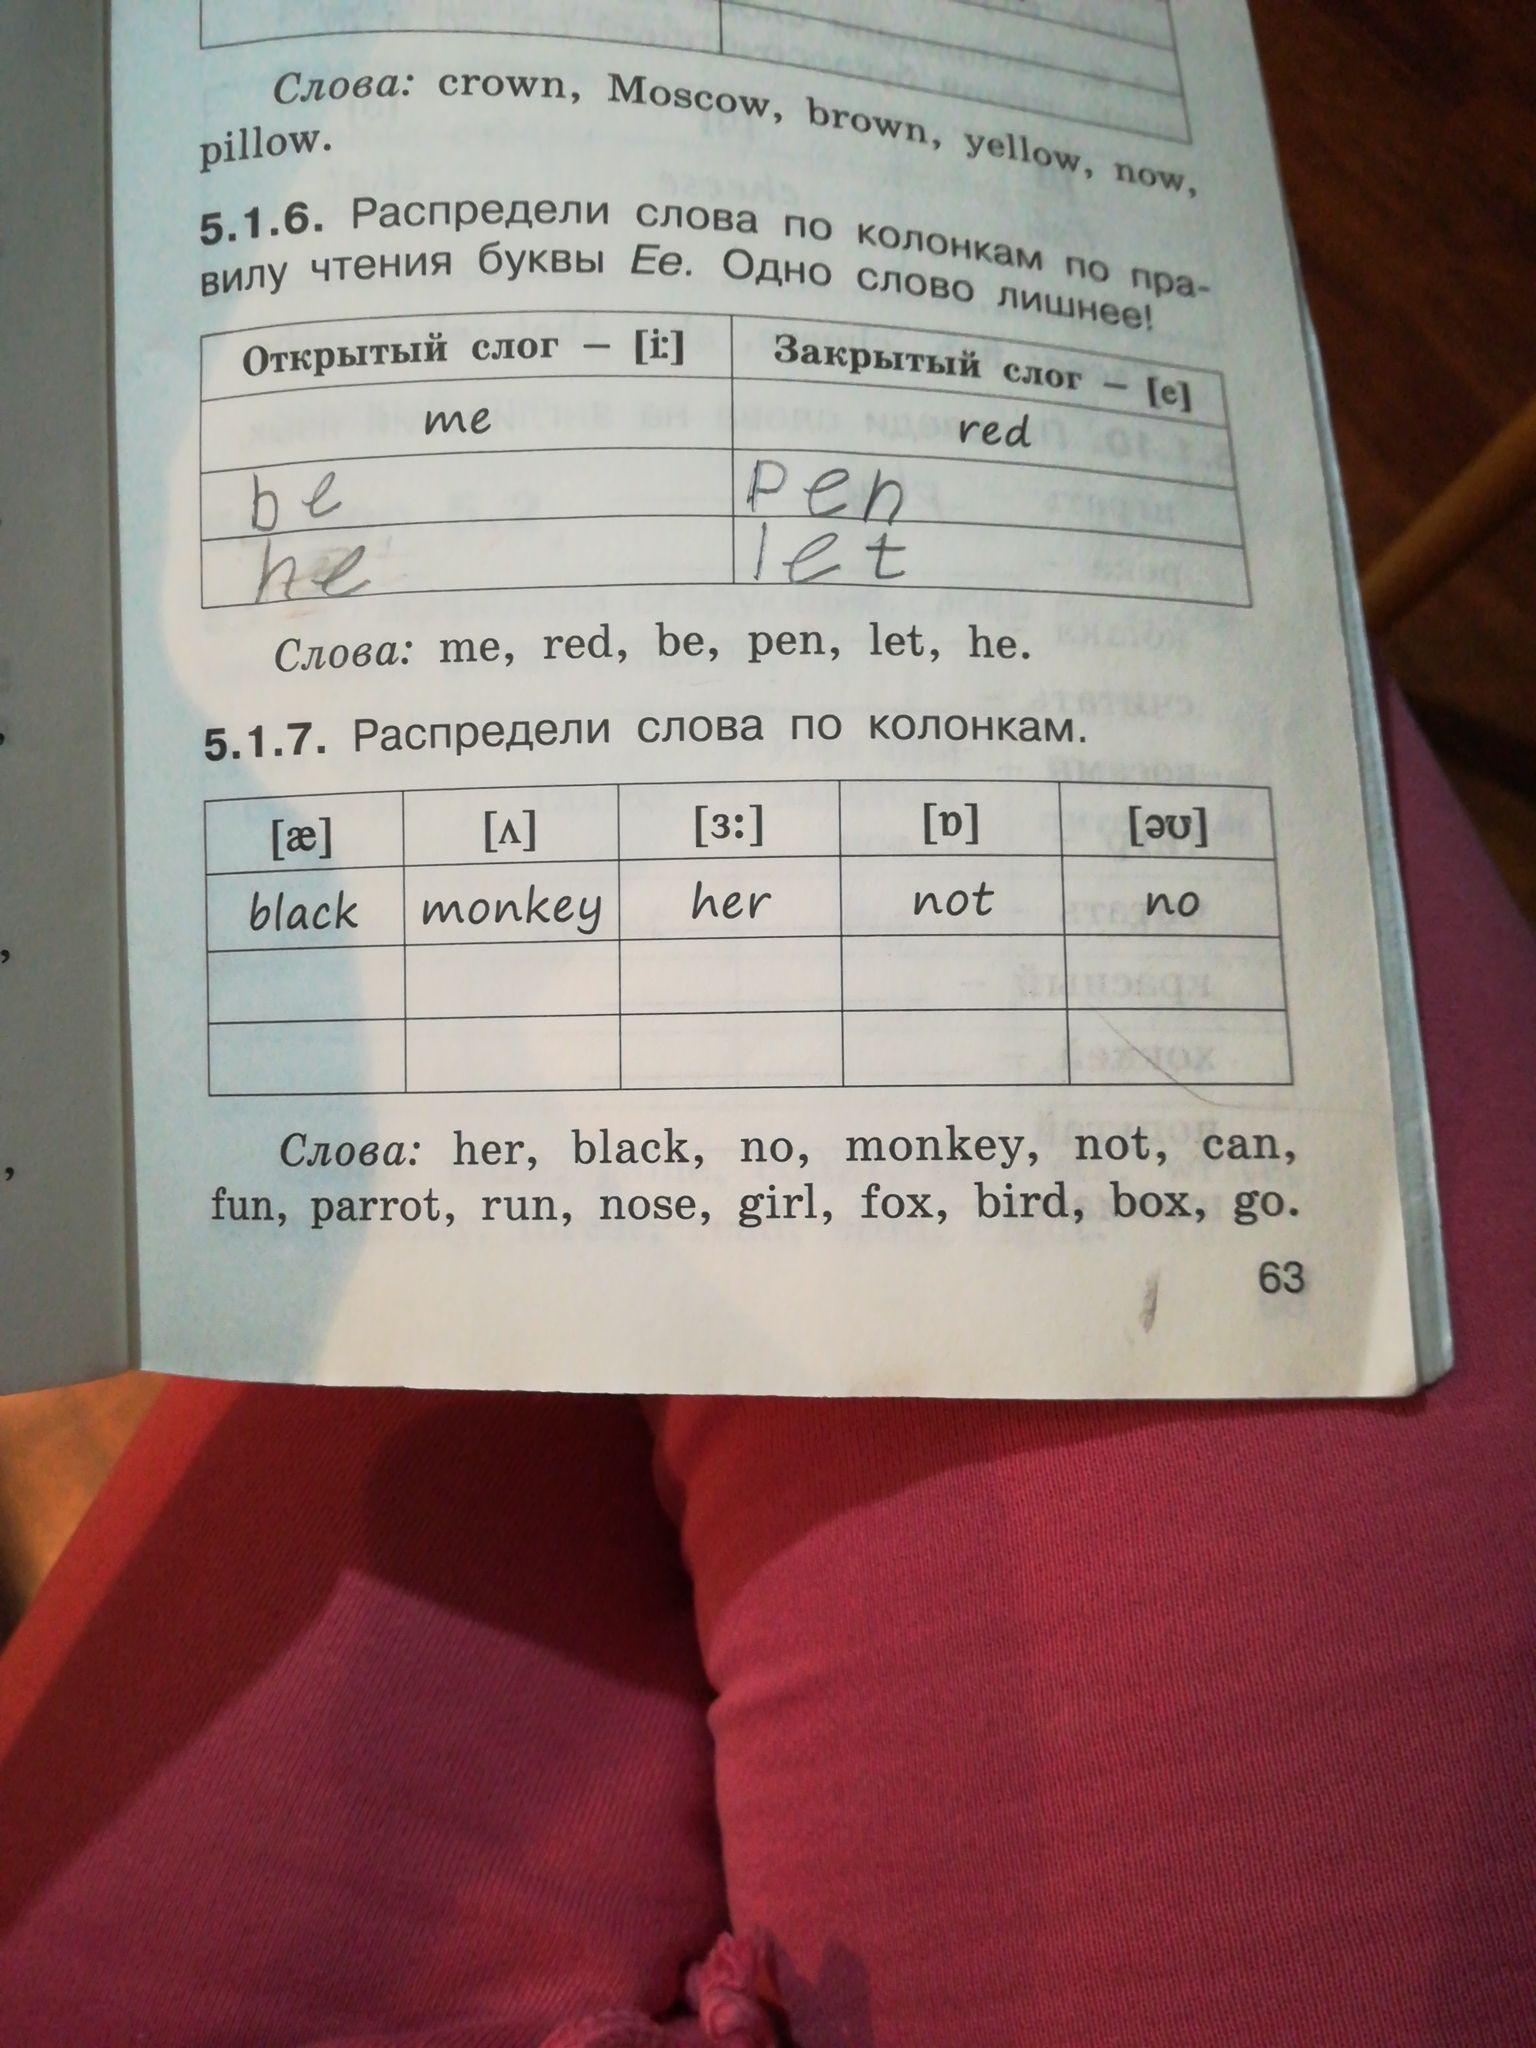 Слова: crown, Moscow, brown, yellow, now,
pillow.
5.1.6. Распредели слова по колонкам по пра-
вилу чтения буквы Ee. Одно слово лишнее!
Открытый слог – [i:] Закрытый слог – [e]
me red
be pen
he let
Слова: me, red, be, pen, let, he.
5.1.7. Распредели слова по колонкам.
[æ] [ʌ] [ɜ:] [ɒ] [əʊ]
black monkey her not no
Слова: her, black, no, monkey, not, can,
fun, parrot, run, nose, girl, fox, bird, box, go.
63